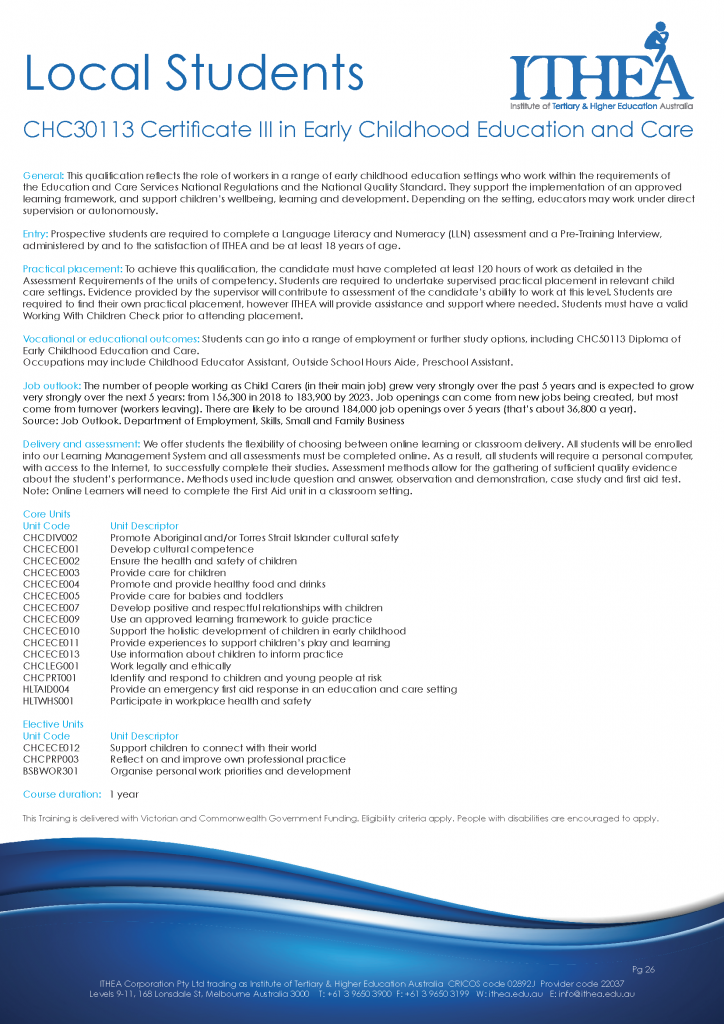 Local Students
ITHEA
Institute of Tertiary & Higher Education Australia
CHC30113 Certificate III in Early Childhood Education and Care
General: This qualification reflects the role of workers in a range of early childhood education settings who work within the requirements of
the Education and Care Services National Regulations and the National Quality Standard. They support the implementation of an approved
learning framework, and support children's wellbeing, learning and development. Depending on the setting, educators may work under direct
supervision or autonomously.
Entry: Prospective students are required to complete a Language Literacy and Numeracy (LLN) assessment and a Pre-Training Interview,
administered by and to the satisfaction of ITHEA and be at least 18 years of age.
Practical placement: To achieve this qualification, the candidate must have completed at least 120 hours of work as detailed in the
Assessment Requirements of the units of competency. Students are required to undertake supervised practical placement in relevant child
care settings. Evidence provided by the supervisor will contribute to assessment of the candidate's ability to work at this level. Students are
required to find their own practical placement, however ITHEA will provide assistance and support where needed. Students must have a valid
Working With Children Check prior to attending placement.
Vocational or educational outcomes: Students can go into a range of employment or further study options, including CHC50113 Diploma of
Early Childhood Education and Care.
Occupations may include Childhood Educator Assistant, Outside School Hours Aide, Preschool Assistant.
Job outlook: The number of people working as Child Carers (in their main job) grew very strongly over the past 5 years and is expected to grow
very strongly over the next 5 years: from 156,300 in 2018 to 183,900 by 2023. Job openings can come from new jobs being created, but most
come from turnover (workers leaving). There are likely to be around 184,000 job openings over 5 years (that's about 36,800 a year).
Source: Job Outlook. Department of Employment, Skills, Small and Family Business
Delivery and assessment: We offer students the flexibility of choosing between online learning or classroom delivery. All students will be enrolled
into our Learning Management System and all assessments must be completed online. As a result, all students will require a personal computer,
with access to the Internet, to successfully complete their studies. Assessment methods allow for the gathering of sufficient quality evidence
about the student's performance. Methods used include question and answer, observation and demonstration, case study and first aid test.
Note: Online Learners will need to complete the First Aid unit in a classroom setting.
Core Units
Unit Code Unit Descriptor
CHCDIV002 Promote Aboriginal and/or Torres Strait Islander cultural safety
CHCECE001 Develop cultural competence
CHCECE002 Ensure the health and safety of children
CHCECE003 Provide care for children
CHCECE004 Promote and provide healthy food and drinks
CHCECE005 Provide care for babies and toddlers
CHCECE007 Develop positive and respectful relationships with children
CHCECE009 Use an approved learning framework to guide practice
CHCECE010 Support the holistic development of children in early childhood
CHCECE011 Provide experiences to support children's play and learning
CHCECE013 Use information about children to inform practice
CHCLEG001 Work legally and ethically
CHCPRT001 Identify and respond to children and young people at risk
HLTAID004 Provide an emergency first aid response in an education and care setting
HLTWHS001 Participate in workplace health and safety
Elective Units
Unit Code Unit Descriptor
CHCECE012 Support children to connect with their world
CHCPRP003 Reflect on and improve own professional practice
BSBWOR301 Organise personal work priorities and development
Course duration: 1 year
This Training is delivered with Victorian and Commonwealth Government Funding. Eligibility criteria apply. People with disabilities are encouraged to apply.
Pg 26
ITHEA Corporation Pty Ltd trading as Institute of Tertiary & Higher Education Australia CRICOS code 02892J Provider code 22037
Levels 9-11, 168 Lonsdale St, Melbourne Australia 3000 T: +61 3 9650 3900 F: +61 3 9650 3199 W: ithea.edu.au E: info@ithea.edu.au